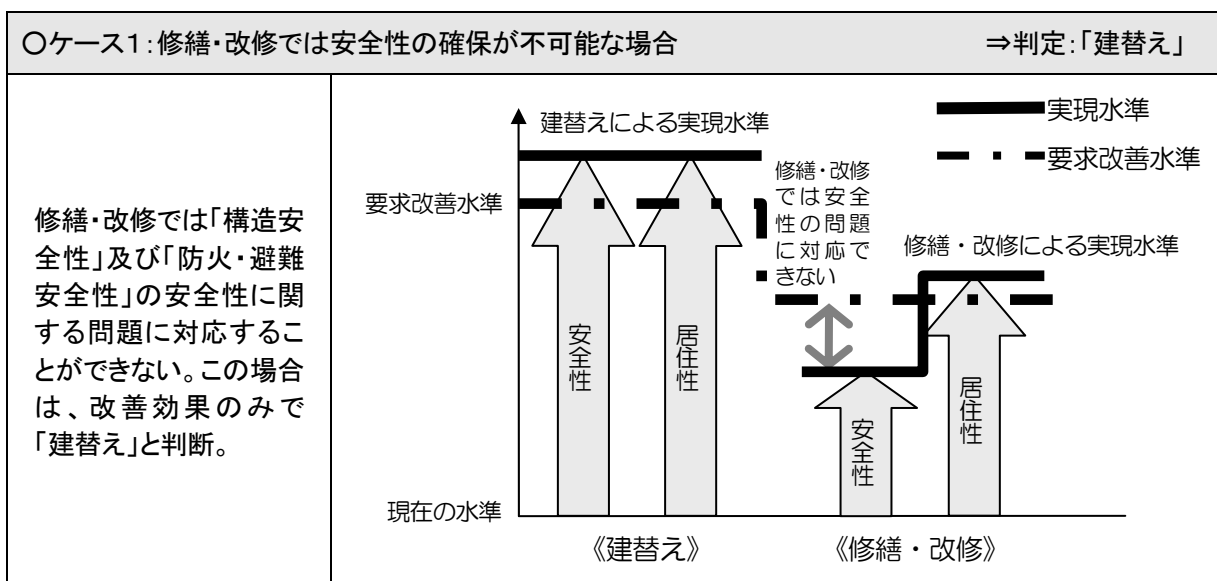 〇ケース1:修繕・改修では安全性の確保が不可能な場合 ⇒判定:「建替え」
修繕・改修では「構造安
全性」及び「防火・避難
安全性」の安全性に関
する問題に対応するこ
とができない。この場合
は、改善効果のみで
「建替え」と判断。
建替えによる実現水準
実現水準
要求改善水準
要求改善水準
修繕・改修
では安全
性の問題
に対応で
きない
修繕・改修による実現水準
安全性
居住性
安全性
居住性
現在の水準
《建替え》
《修繕・改修》